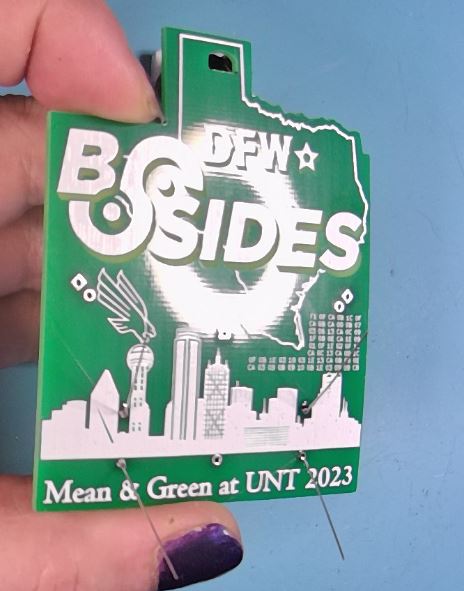 DFW
BSIDES
Mean & Green at UNT 2023